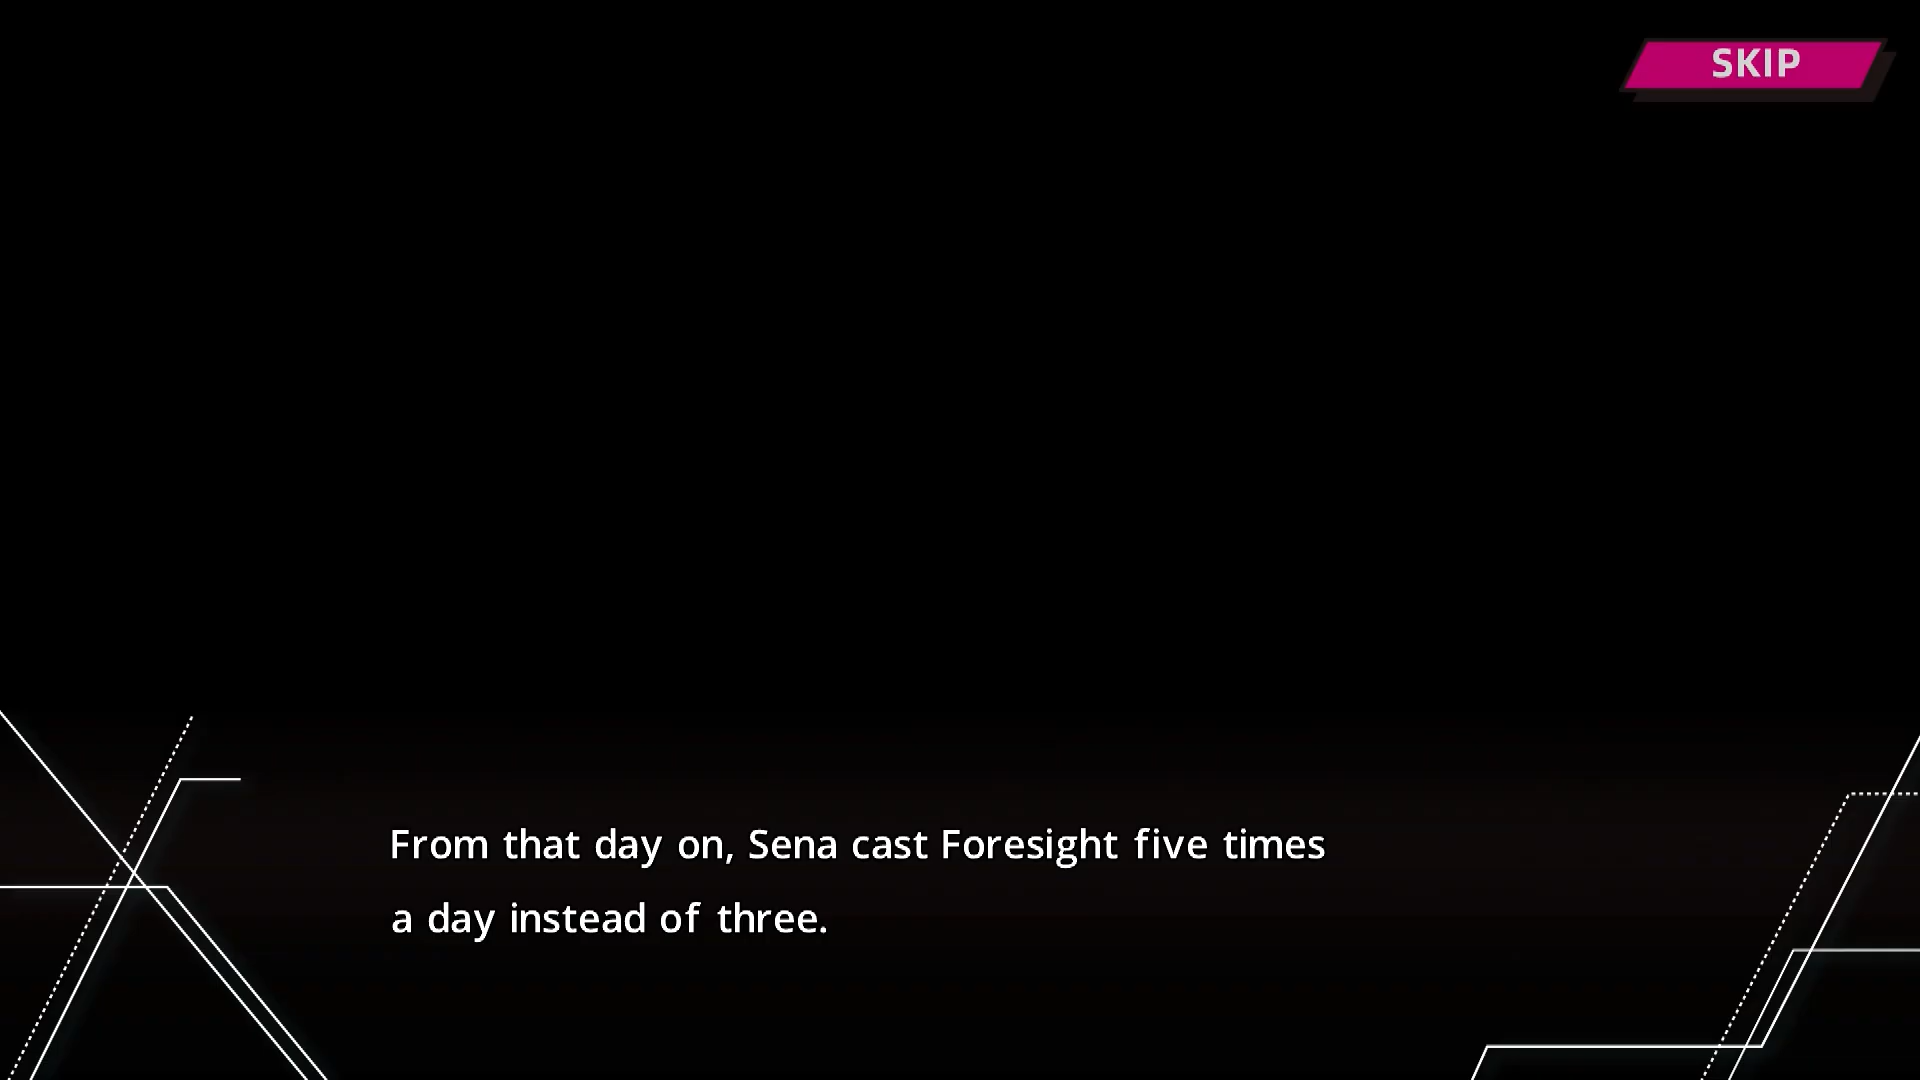 SKIP
From that day on, Sena cast Foresight five times
a day instead of three.